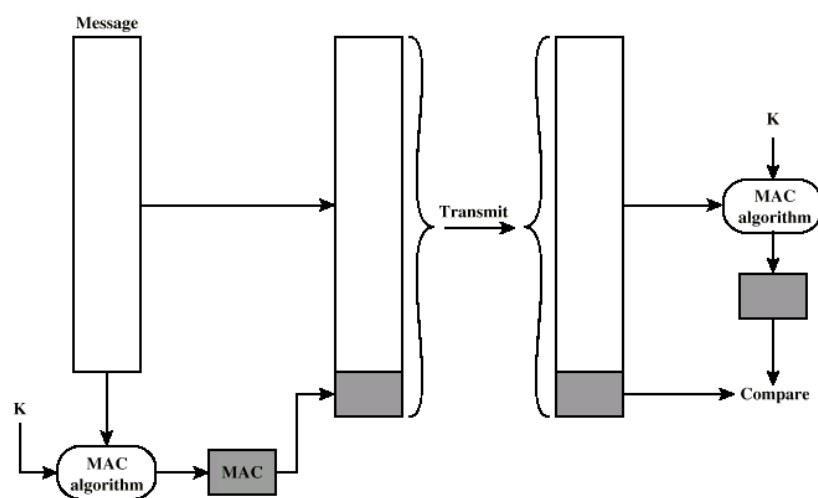 Message
K
MAC
algorithm
MAC
Transmit
K
MAC
algorithm
Compare